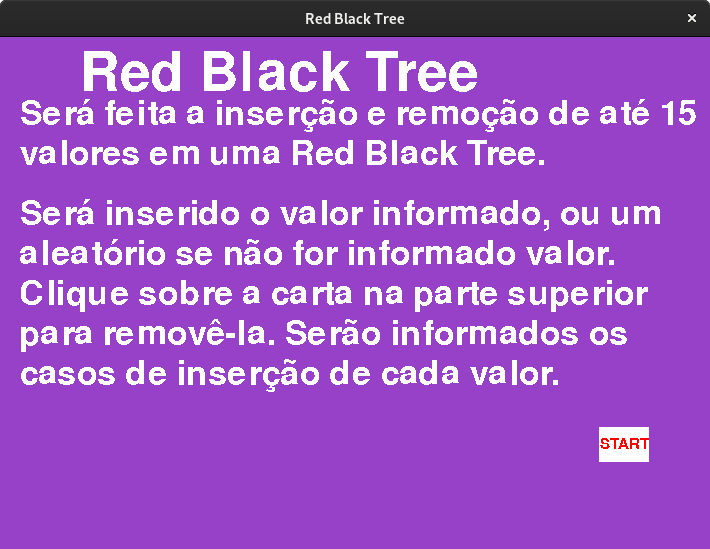 Red Black Tree
×
Red Black Tree
Será feita a inserção e remoção de até 15
valores em uma Red Black Tree.
Será inserido o valor informado, ou um
aleatório se não for informado valor.
Clique sobre a carta na parte superior
para removê-la. Serão informados os
casos de inserção de cada valor.
START